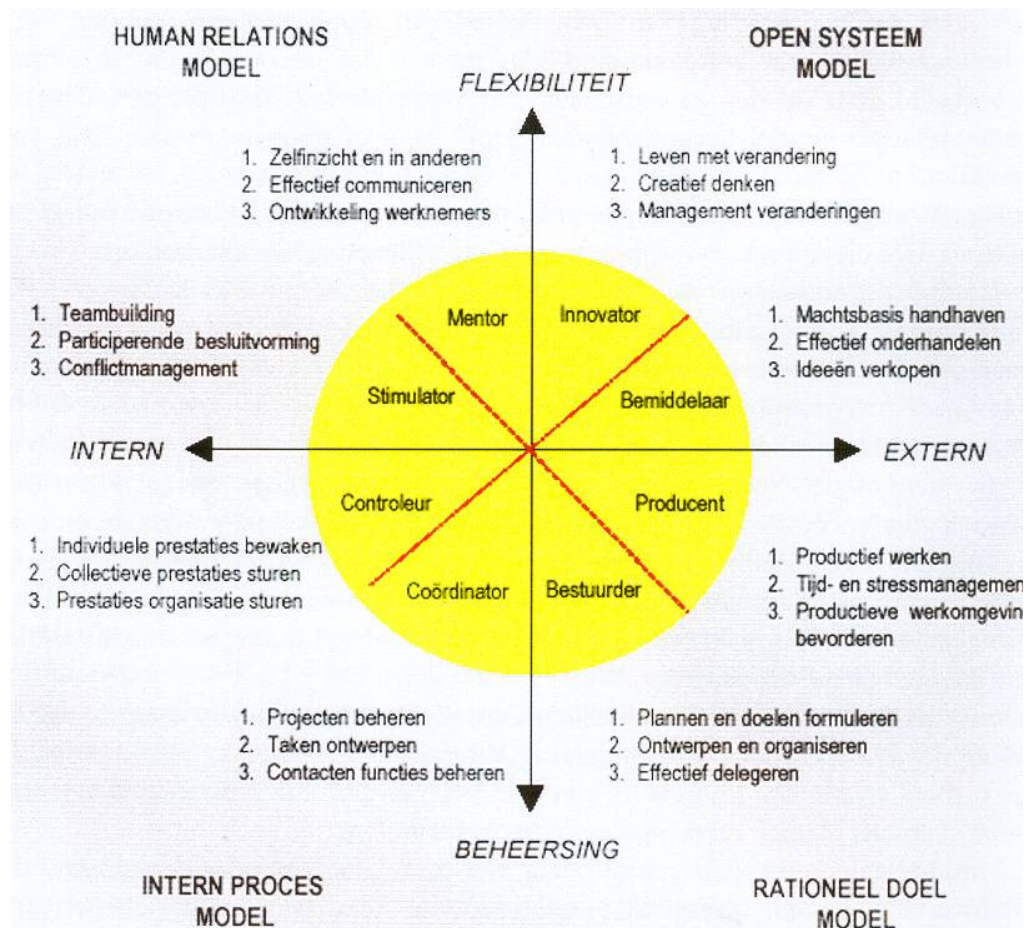 HUMAN RELATIONS
MODEL
OPEN SYSTEEM
MODEL
FLEXIBILITEIT
1. Zelfinzicht en in anderen
2. Effectief communiceren
3. Ontwikkeling werknemers
1. Leven met verandering
2. Creatief denken
3. Management veranderingen
1. Teambuilding
2. Participerende besluitvorming
3. Conflictmanagement
Mentor
Innovator
1. Machtsbasis handhaven
2. Effectief onderhandelen
3. Ideeën verkopen
Stimulator
Bemiddelaar
INTERN
EXTERN
Controleur
Producent
1. Individuele prestaties bewaken
2. Collectieve prestaties sturen
3. Prestaties organisatie sturen
Coördinator
Bestuurder
1. Productief werken
2. Tijd- en stressmanagemen
3. Productieve werkomgevin
bevorderen
1. Projecten beheren
2. Taken ontwerpen
3. Contacten functies beheren
1. Plannen en doelen formuleren
2. Ontwerpen en organiseren
3. Effectief delegeren
BEHEERSING
INTERN PROCES
MODEL
RATIONEEL DOEL
MODEL